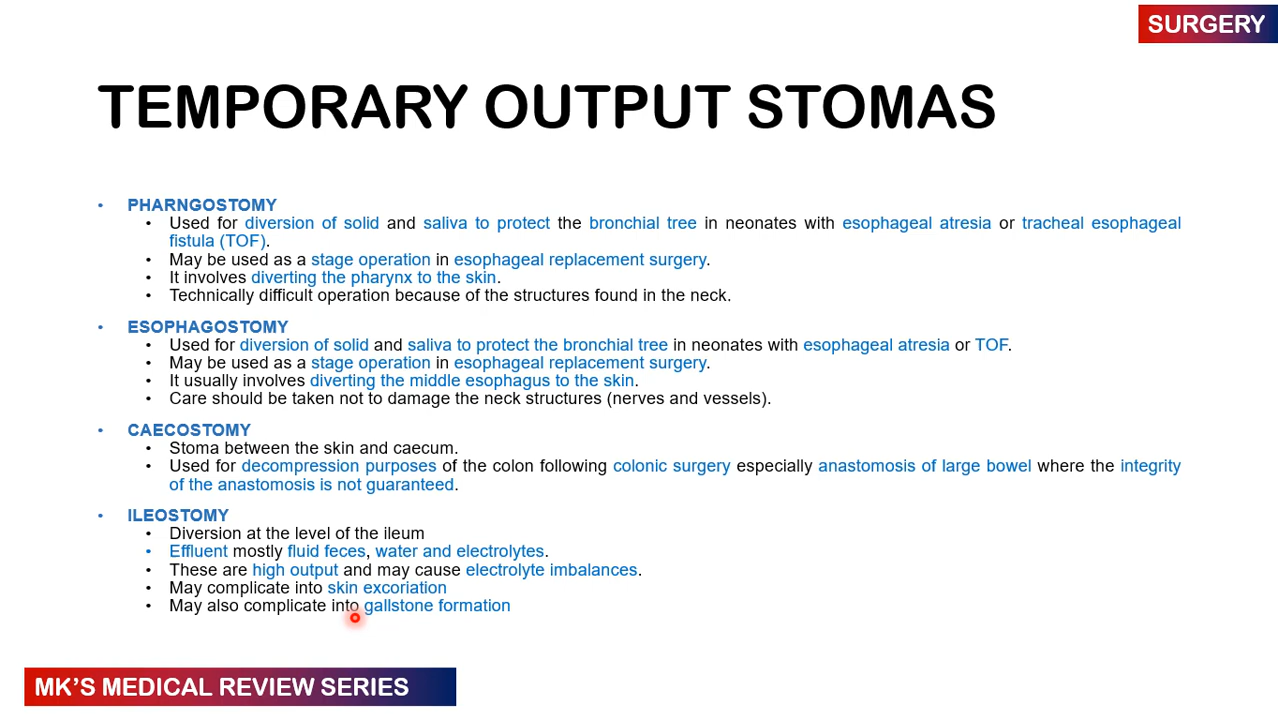 SURGERY
TEMPORARY OUTPUT STOMAS
• PHARNGOSTOMY
• Used for diversion of solid and saliva to protect the bronchial tree in neonates with esophageal atresia or tracheal esophageal
fistula (TOF).
• May be used as a stage operation in esophageal replacement surgery.
• It involves diverting the pharynx to the skin.
• Technically difficult operation because of the structures found in the neck.
• ESOPHAGOSTOMY
• Used for diversion of solid and saliva to protect the bronchial tree in neonates with esophageal atresia or TOF.
• May be used as a stage operation in esophageal replacement surgery.
• It usually involves diverting the middle esophagus to the skin.
• Care should be taken not to damage the neck structures (nerves and vessels).
• CAECOSTOMY
• Stoma between the skin and caecum.
• Used for decompression purposes of the colon following colonic surgery especially anastomosis of large bowel where the integrity
of the anastomosis is not guaranteed.
• ILEOSTOMY
• Diversion at the level of the ileum
• Effluent mostly fluid feces, water and electrolytes.
• These are high output and may cause electrolyte imbalances.
• May complicate into skin excoriation
• May also complicate into gallstone formation
MK'S MEDICAL REVIEW SERIES